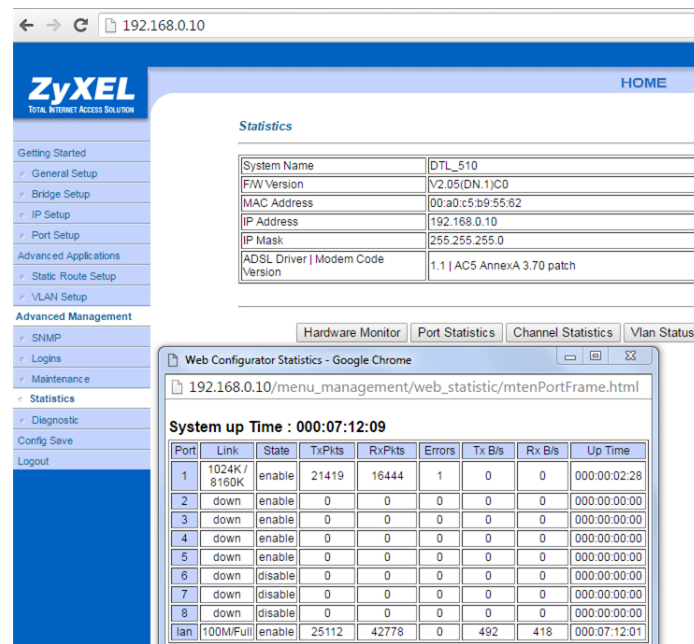 192.168.0.10
ZyXEL
TOTAL INTERNET ACCESS SOLUTION
HOME
Getting Started
General Setup
Bridge Setup
IP Setup
Port Setup
Advanced Applications
Static Route Setup
VLAN Setup
Advanced Management
SNMP
Logins
Maintenance
Statistics
Diagnostic
Config Save
Logout
Statistics
System Name DTL_510
F/W Version V2.05(DN.1)C0
MAC Address 00:a0:c5:b9:55:62
IP Address 192.168.0.10
IP Mask 255.255.255.0
ADSL Driver | Modem Code
Version 1.1 | AC5 AnnexA 3.70 patch
Hardware Monitor Port Statistics Channel Statistics Vlan Status
Web Configurator Statistics - Google Chrome
192.168.0.10/menu_management/web_statistic/mtenPortFrame.html
System up Time : 000:07:12:09
Port Link State TxPkts RxPkts Errors Tx B/s Rx B/s Up Time
1 1024K / 8160K enable 21419 16444 1 0 0 000:00:02:28
2 down enable 0 0 0 0 0 000:00:00:00
3 down enable 0 0 0 0 0 000:00:00:00
4 down enable 0 0 0 0 0 000:00:00:00
5 down enable 0 0 0 0 0 000:00:00:00
6 down disable 0 0 0 0 0 000:00:00:00
7 down disable 0 0 0 0 0 000:00:00:00
8 down disable 0 0 0 0 0 000:00:00:00
lan 100M/Full enable 25112 42778 0 492 418 000:07:12:01